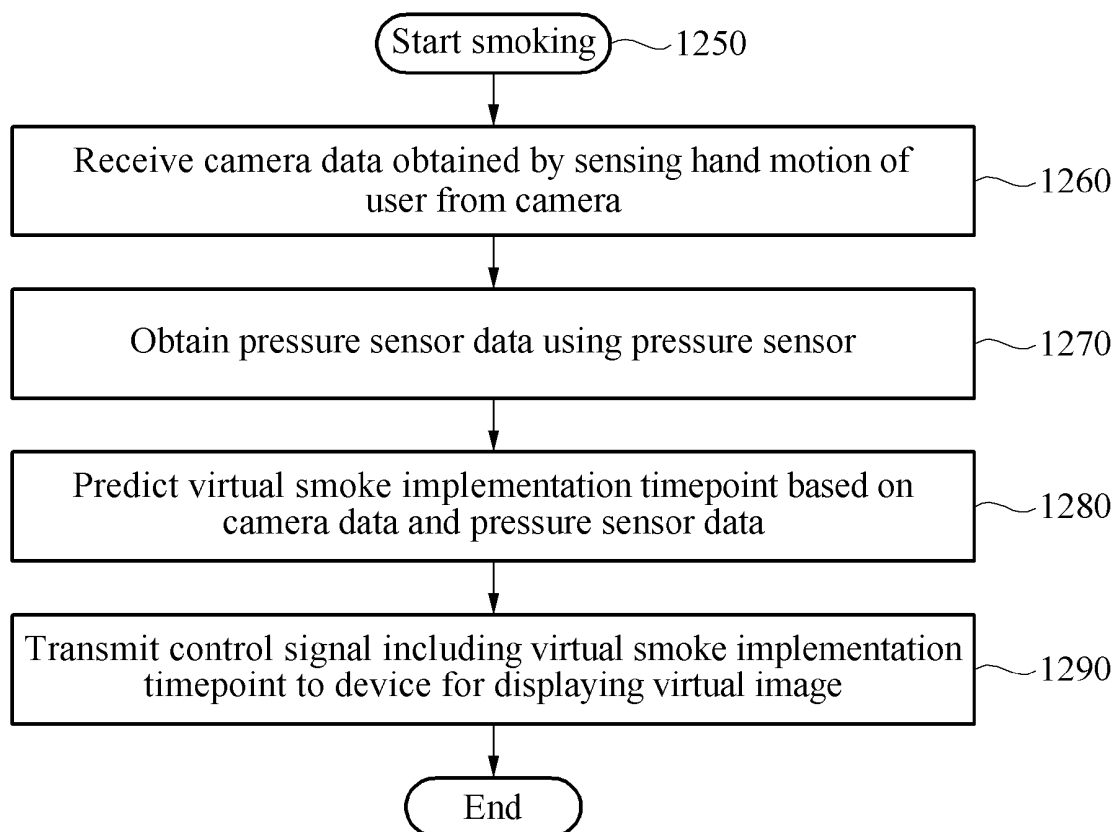 Start smoking
1250
Receive camera data obtained by sensing hand motion of
user from camera
1260
Obtain pressure sensor data using pressure sensor
1270
Predict virtual smoke implementation timepoint based on
camera data and pressure sensor data
1280
Transmit control signal including virtual smoke implementation
timepoint to device for displaying virtual image
1290
End